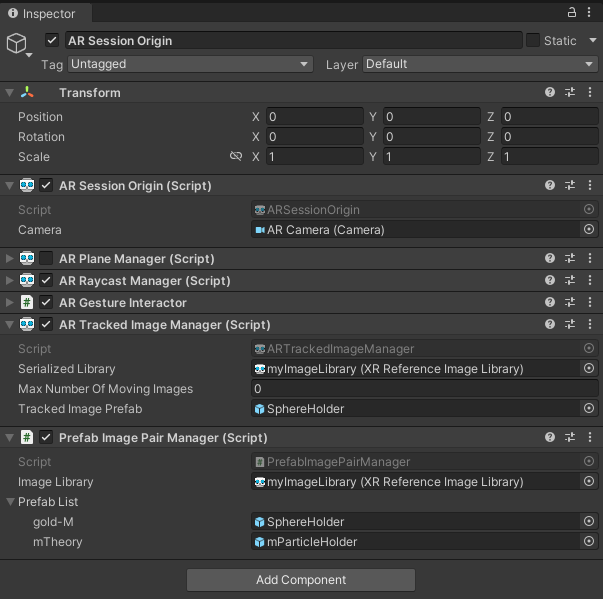 Inspector
AR Session Origin Static
Tag Untagged Layer Default
Transform
Position X 0 Y 0 Z 0
Rotation X 0 Y 0 Z 0
Scale X 1 Y 1 Z 1
AR Session Origin (Script)
Script ARSessionOrigin
Camera AR Camera (Camera)
AR Plane Manager (Script)
AR Raycast Manager (Script)
# AR Gesture Interactor
AR Tracked Image Manager (Script)
Script ARTrackedImageManager
Serialized Library myImageLibrary (XR Reference Image Library)
Max Number Of Moving Images 0
Tracked Image Prefab SphereHolder
# Prefab Image Pair Manager (Script)
Script PrefabImagePairManager
Image Library myImageLibrary (XR Reference Image Library)
Prefab List
gold-M SphereHolder
mTheory mParticleHolder
Add Component